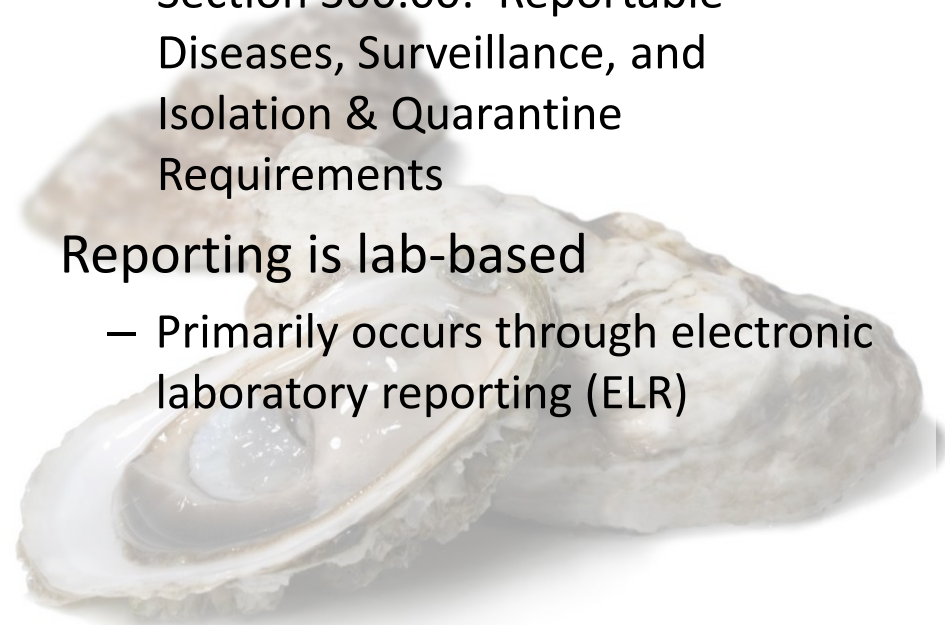 Diseases, Surveillance, and
Isolation & Quarantine
Requirements
Reporting is lab-based
– Primarily occurs through electronic
laboratory reporting (ELR)